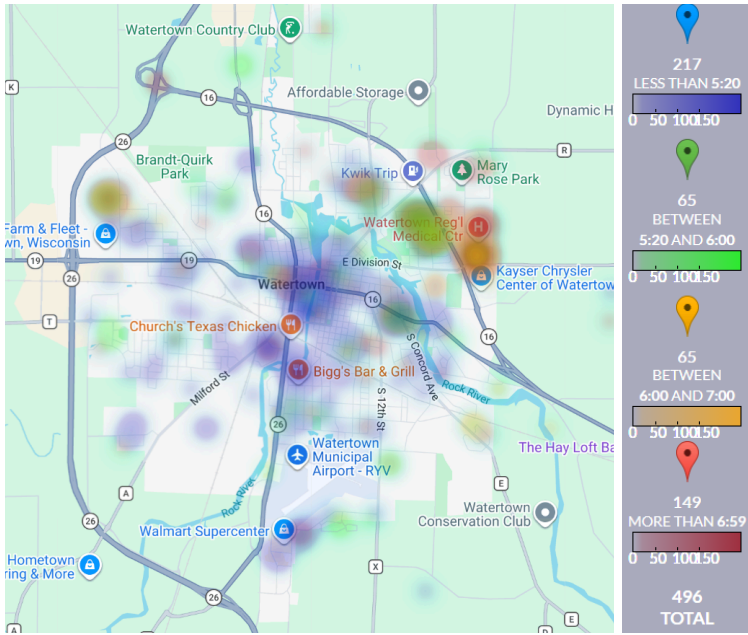 Watertown Country Club
K
16
Affordable Storage
Dynamic H
26
Brandt-Quirk
Park
R
Kwik Trip
Mary
Rose Park
16
Farm & Fleet -
wn, Wisconsin
Watertown Reg'l
Medical Ctr
H
19
19
E Division St
26
Watertown
16
Kayser Chrysler
Center of Watertow
T
Church's Texas Chicken
16
Milford St
Bigg's Bar & Grill
S Concord Ave
Rock River
S 12th St
26
The Hay Loft Ba
Watertown
Municipal
Airport - RYV
A
Rock River
E
26
Walmart Supercenter
Watertown
Conservation Club
Hometown
ring & More
X
26
A
E
D
217
LESS THAN 5:20
0 50 100 150
65
BETWEEN
5:20 AND 6:00
0 50 100 150
65
BETWEEN
6:00 AND 7:00
0 50 100 150
149
MORE THAN 6:59
0 50 100 150
496
TOTAL